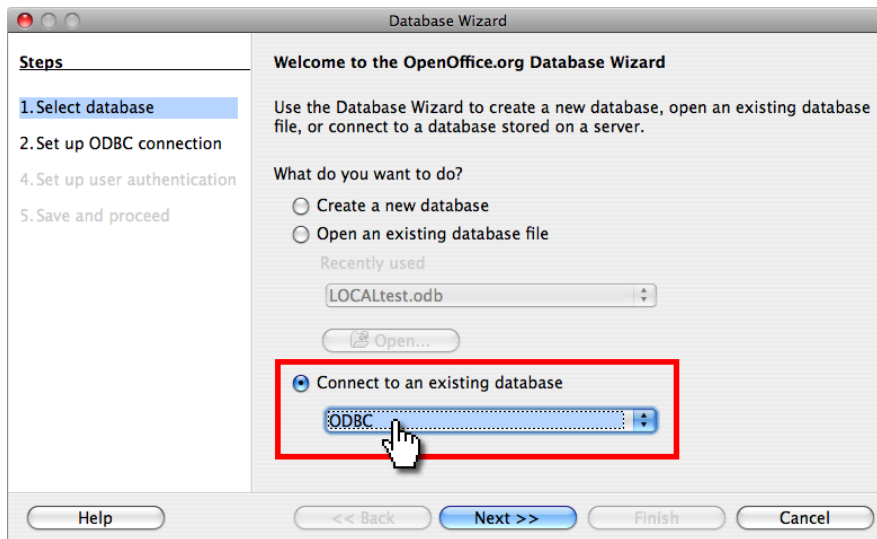 Database Wizard
Steps
1. Select database
2. Set up ODBC connection
4. Set up user authentication
5. Save and proceed
Welcome to the OpenOffice.org Database Wizard
Use the Database Wizard to create a new database, open an existing database
file, or connect to a database stored on a server.
What do you want to do?
Create a new database
Open an existing database file
Recently used
LOCALtest.odb
Open...
Connect to an existing database
ODBC
Help
<< Back
Next >>
Finish
Cancel